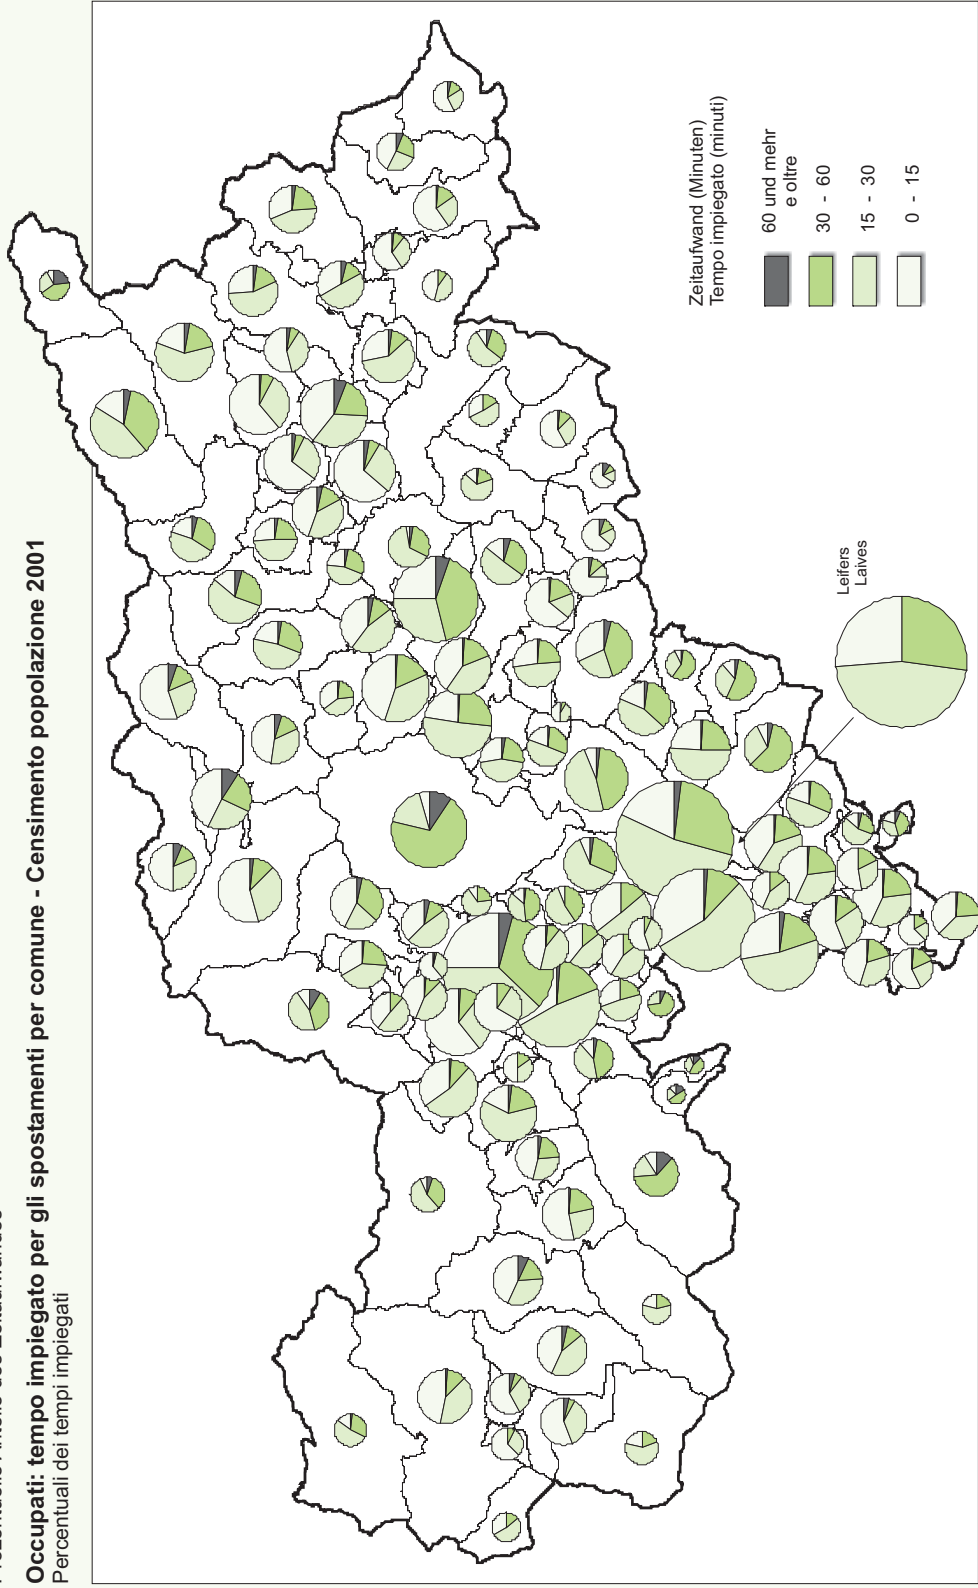 Occupati: tempo impiegato per gli spostamenti per comune - Censimento popolazione 2001
Percentuali dei tempi impiegati
Zeitaufwand (Minuten)
Tempo impiegato (minuti)
60 und mehr
e oltre
30 - 60
15 - 30
0 - 15
Leifers
Laives